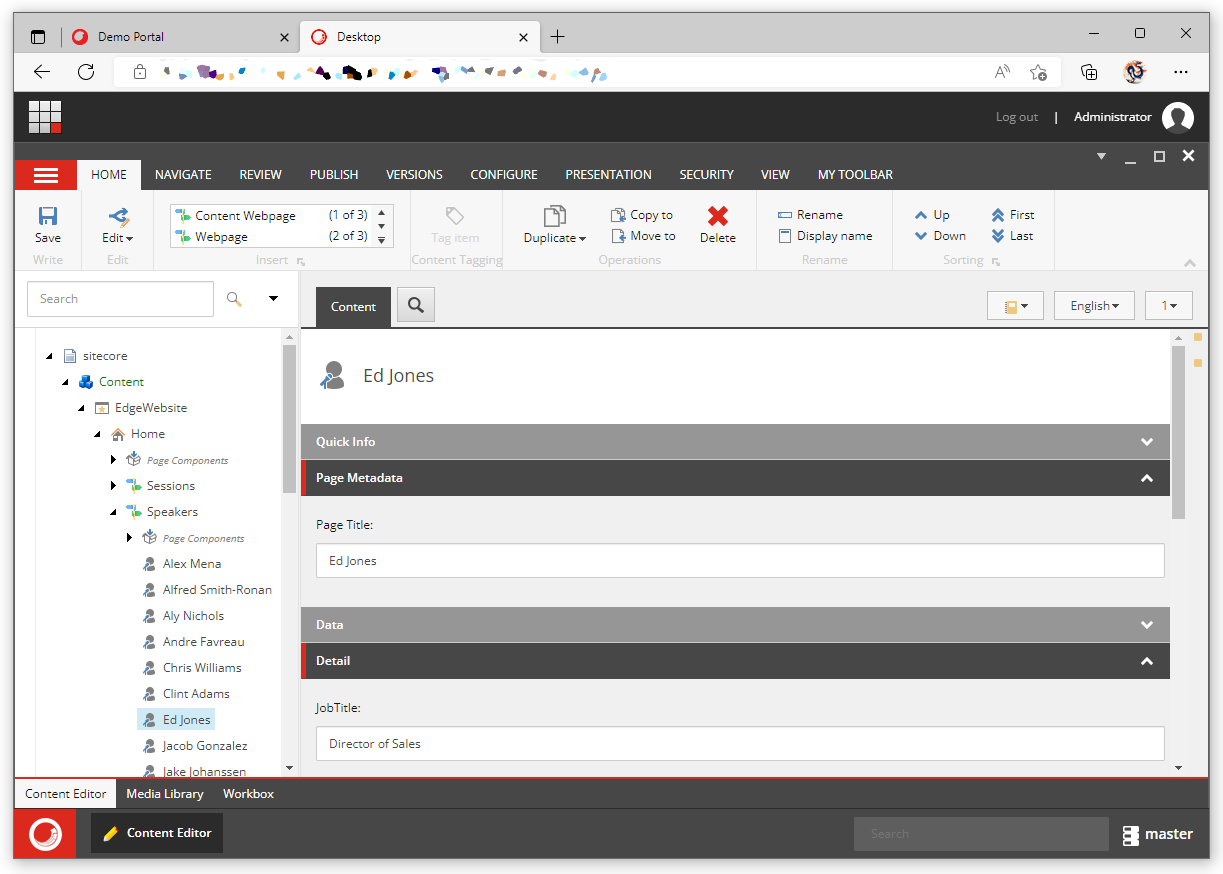 Demo Portal
Desktop
Log out | Administrator
HOME NAVIGATE REVIEW PUBLISH VERSIONS CONFIGURE PRESENTATION SECURITY VIEW MY TOOLBAR
Content Webpage (1 of 3)
Webpage (2 of 3)
Save
Edit
Tag item
Duplicate
Copy to
Move to
Delete
Rename
Display name
Up
Down
First
Last
Write
Edit
Insert
Content Tagging
Operations
Rename
Sorting
Search
Content
English
1
sitecore
Content
EdgeWebsite
Home
Page Components
Sessions
Speakers
Page Components
Alex Mena
Alfred Smith-Ronan
Aly Nichols
Andre Favreau
Chris Williams
Clint Adams
Ed Jones
Jacob Gonzalez
Jake Johanssen
Ed Jones
Quick Info
Page Metadata
Page Title:
Ed Jones
Data
Detail
JobTitle:
Director of Sales
Content Editor Media Library Workbox
Content Editor
Search
master